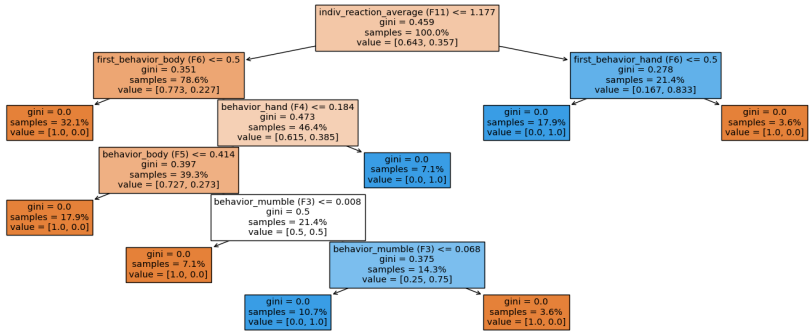 indiv_reaction_average (F11) <= 1.177
gini = 0.459
samples = 100.0%
value = [0.643, 0.357]
first_behavior_body (F6) <= 0.5
gini = 0.351
samples = 78.6%
value = [0.773, 0.227]
first_behavior_hand (F6) <= 0.5
gini = 0.278
samples = 21.4%
value = [0.167, 0.833]
gini = 0.0
samples = 32.1%
value = [1.0, 0.0]
behavior_hand (F4) <= 0.184
gini = 0.473
samples = 46.4%
value = [0.615, 0.385]
gini = 0.0
samples = 17.9%
value = [0.0, 1.0]
gini = 0.0
samples = 3.6%
value = [1.0, 0.0]
behavior_body (F5) <= 0.414
gini = 0.397
samples = 39.3%
value = [0.727, 0.273]
gini = 0.0
samples = 7.1%
value = [0.0, 1.0]
gini = 0.0
samples = 17.9%
value = [1.0, 0.0]
behavior_mumble (F3) <= 0.008
gini = 0.5
samples = 21.4%
value = [0.5, 0.5]
gini = 0.0
samples = 7.1%
value = [1.0, 0.0]
behavior_mumble (F3) <= 0.068
gini = 0.375
samples = 14.3%
value = [0.25, 0.75]
gini = 0.0
samples = 10.7%
value = [0.0, 1.0]
gini = 0.0
samples = 3.6%
value = [1.0, 0.0]